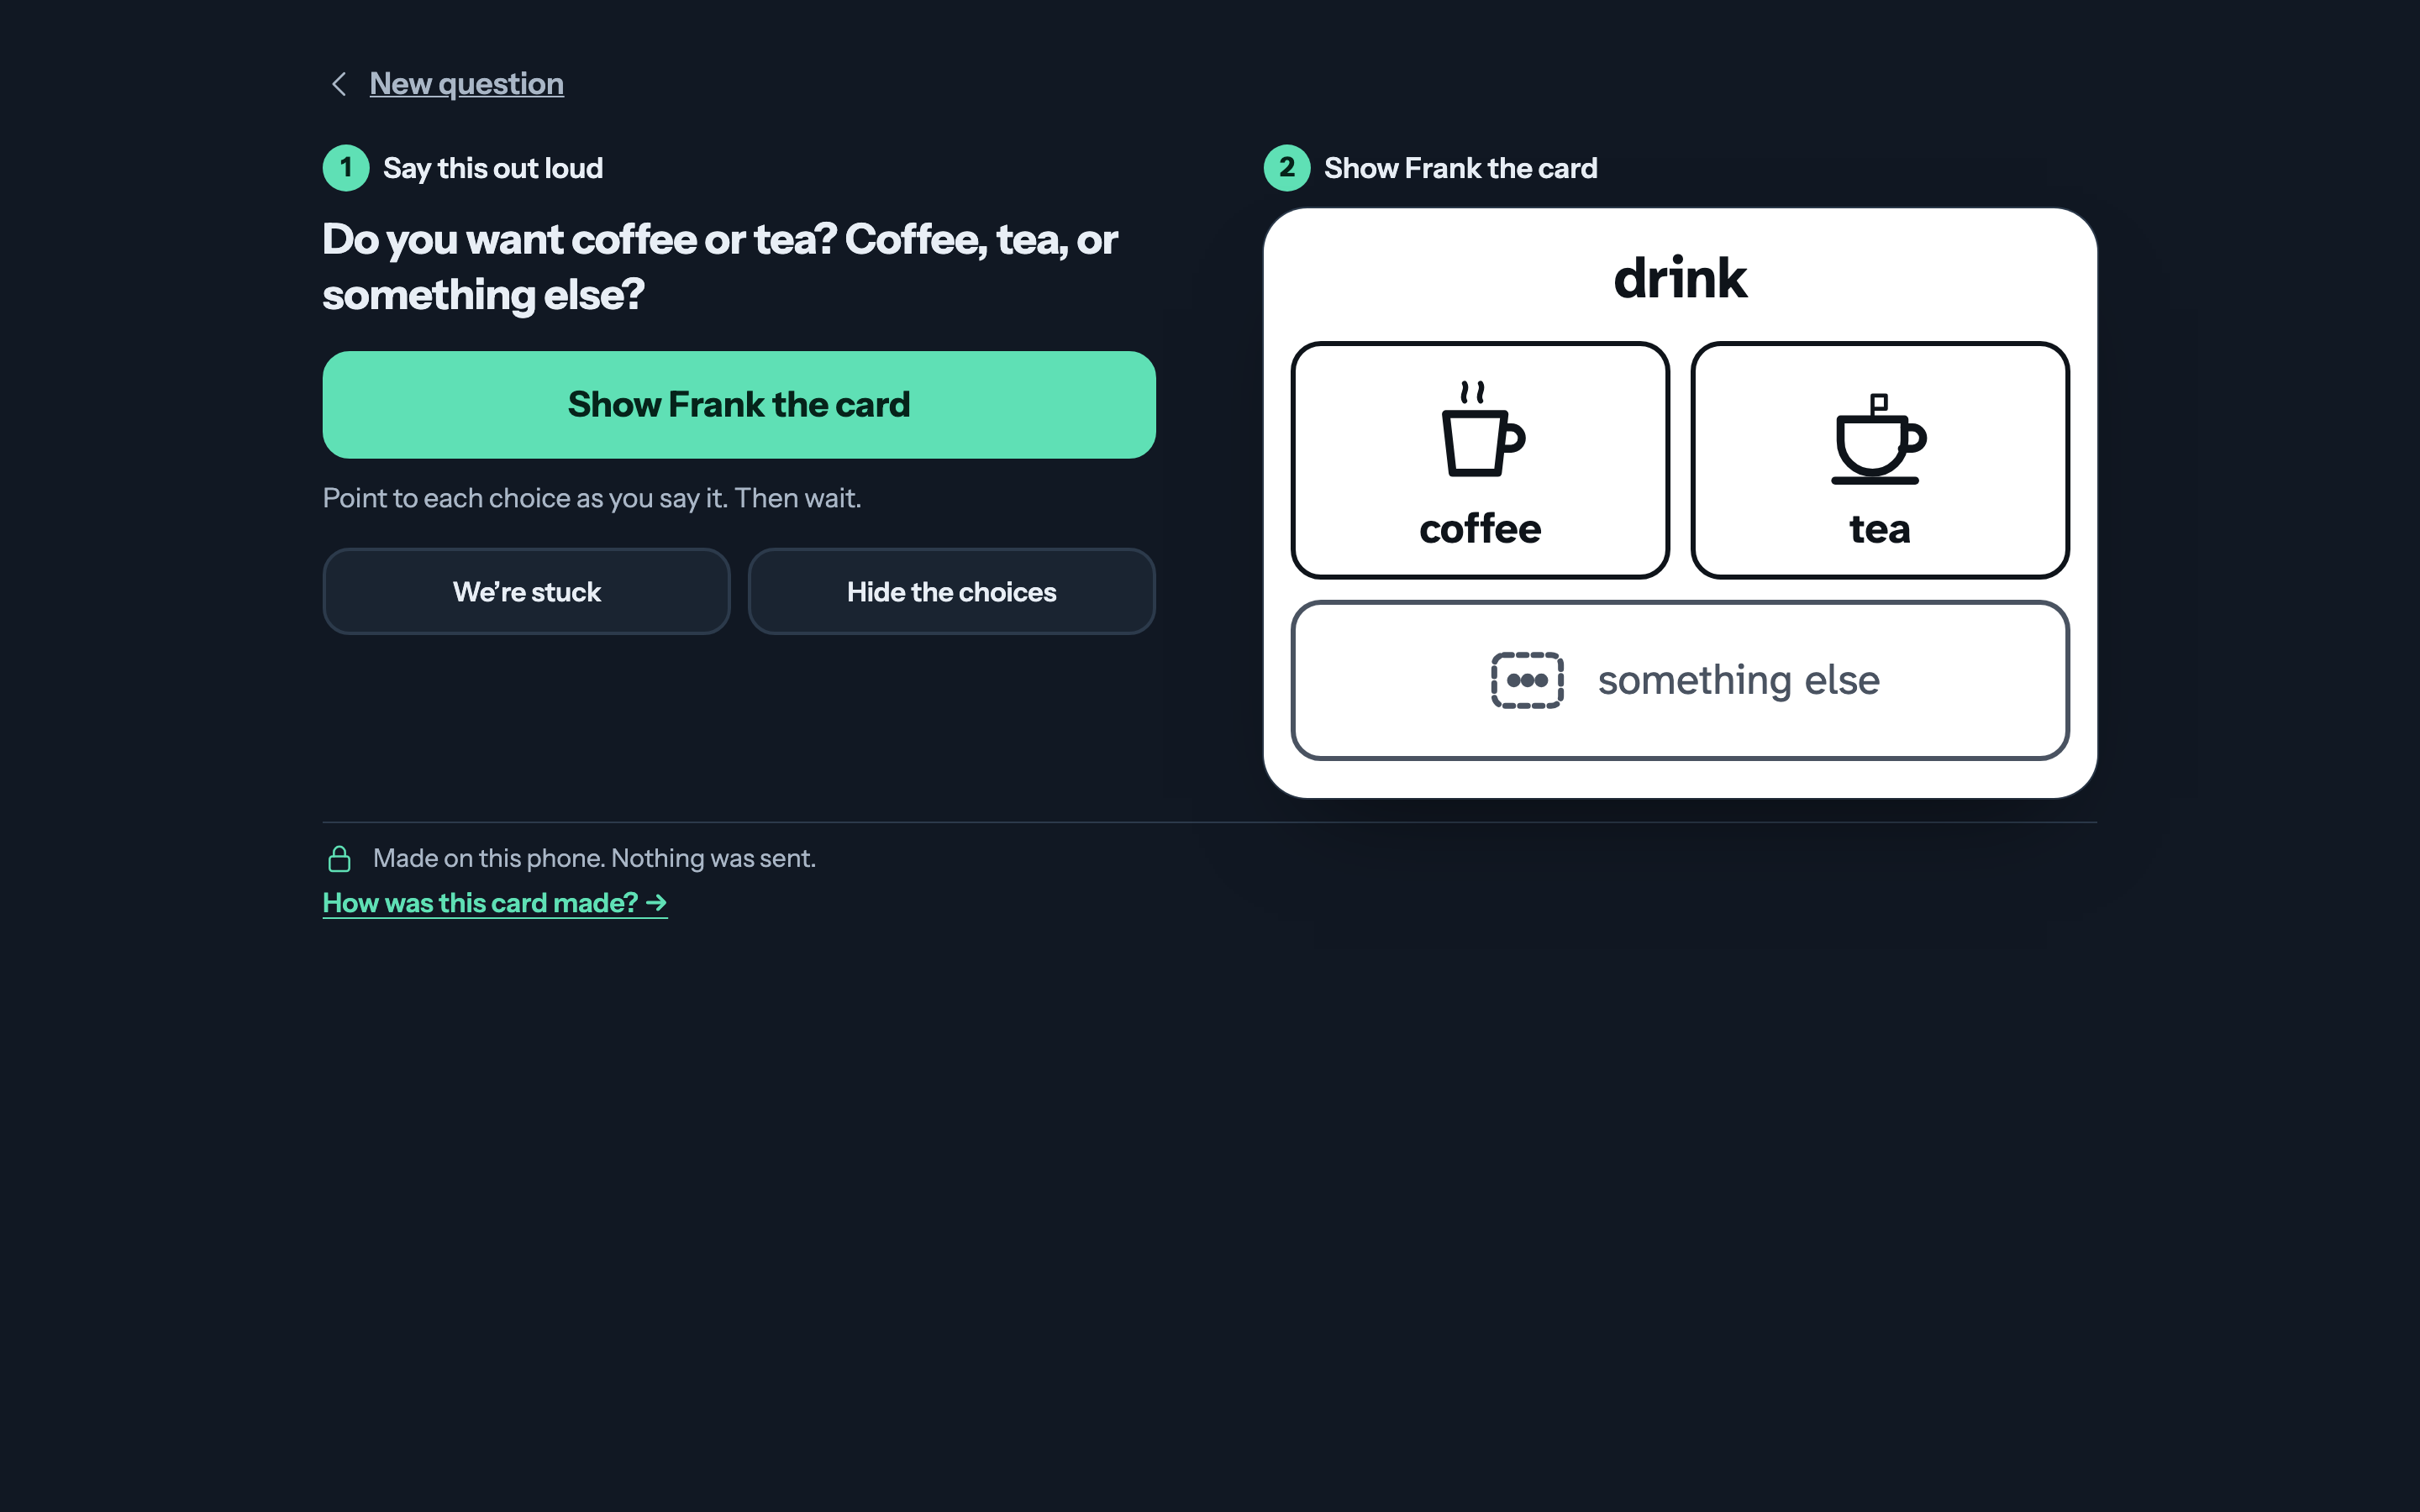 New question
1 Say this out loud
Do you want coffee or tea? Coffee, tea, or
something else?
Show Frank the card
Point to each choice as you say it. Then wait.
We’re stuck
Hide the choices
2 Show Frank the card
drink
coffee
tea
something else
Made on this phone. Nothing was sent.
How was this card made? →